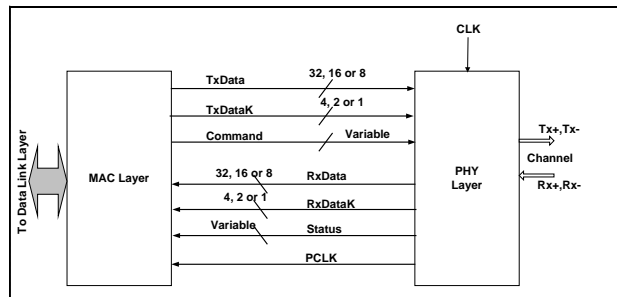 CLK
TxData
32, 16 or 8
TxDataK
4, 2 or 1
Command
Variable
Tx+,Tx-
To Data Link Layer
MAC Layer
PHY
Layer
Channel
32, 16 or 8
RxData
Rx+,Rx-
4, 2 or 1
RxDataK
Variable
Status
PCLK